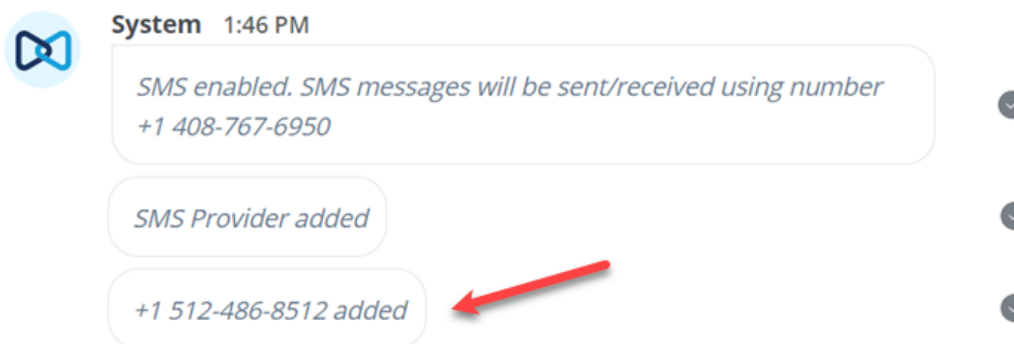 System 1:46 PM
SMS enabled. SMS messages will be sent/received using number
+1 408-767-6950
SMS Provider added
+1 512-486-8512 added